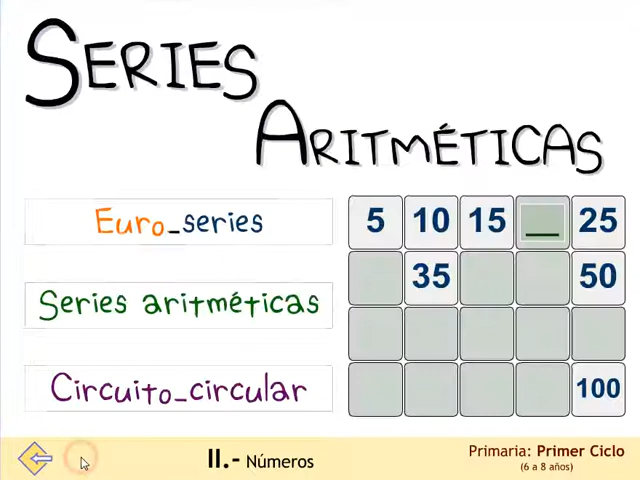 SERIES
ARITMÉTICAS
Euro_series
5 10 15 __ 25
35 50
Series aritméticas
Circuito_circular
100
II.- Números
Primaria: Primer Ciclo
(6 a 8 años)